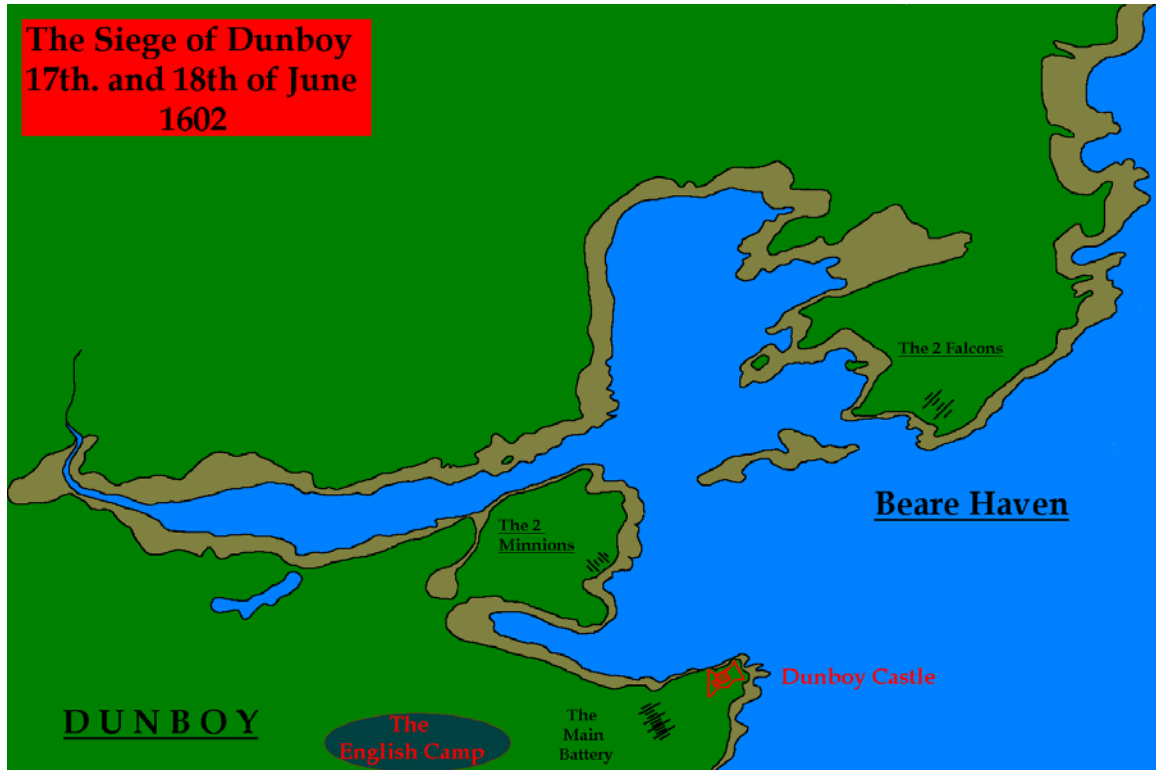 The Siege of Dunboy
17th. and 18th of June
1602
The 2 Falcons
Beare Haven
The 2
Minnions
Dunboy Castle
DUNBOY
The
English Camp
The
Main
Battery